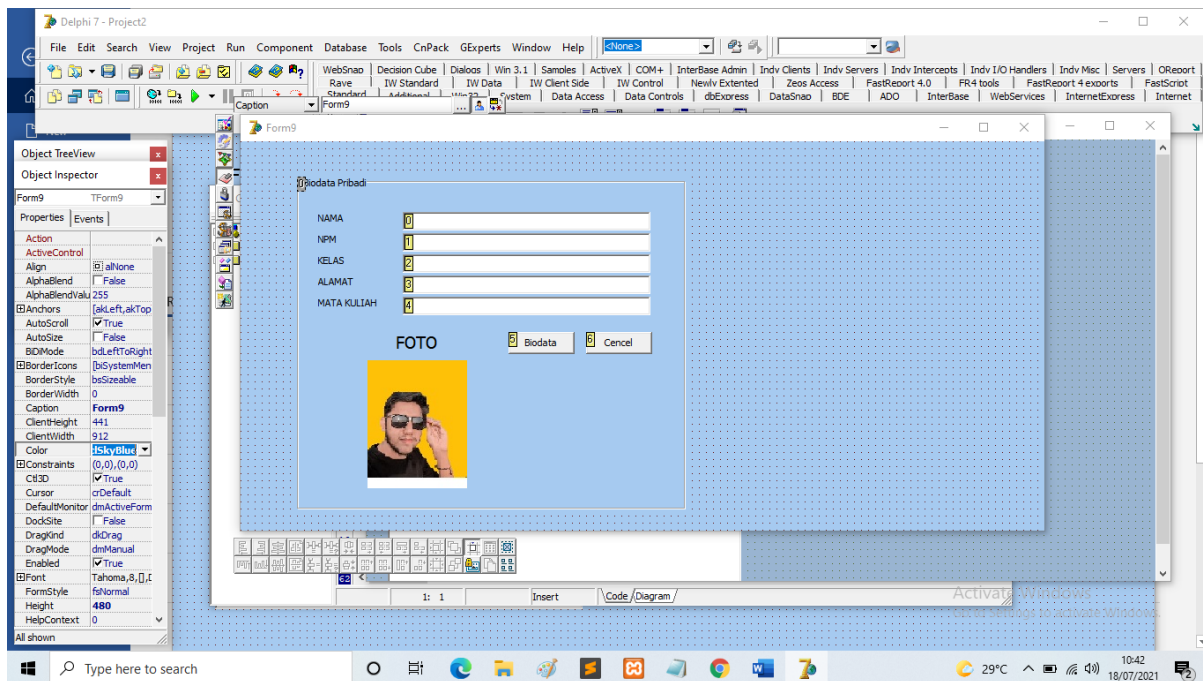 Delphi 7 - Project2
File Edit Search View Project Run Component Database Tools CnPack GExperts Window Help <None>
WebSnap Decision Cube Dialogs Win 3.1 Samples ActiveX COM+ InterBase Admin Indy Clients Indy Servers Indy Intercepts Indy I/O Handlers Indy Misc Servers QReport
Rave IW Standard IW Data IW Client Side IW Control Newly Extented Zeos Access FastReport 4.0 FR4 tools FastReport 4 exports FastScript
Standard Additional Win32 System Data Access Data Controls dbExpress DataSnap BDE ADO InterBase WebServices InternetExpress Internet
Caption Form9 ...
New
Form9
Object TreeView x
Object Inspector x
Form9 TForm9
Properties Events
Action
ActiveControl
Align alNone
AlphaBlend False
AlphaBlendValu 255
Anchors [akLeft,akTop
AutoScroll True
AutoSize False
BiDiMode bdLeftToRight
BorderIcons [biSystemMen
BorderStyle bsSizeable
BorderWidth 0
Caption Form9
ClientHeight 441
ClientWidth 912
Color dSkyBlue
Constraints (0,0),(0,0)
Ctl3D True
Cursor crDefault
DefaultMonitor dmActiveForm
DockSite False
DragKind dkDrag
DragMode dmManual
Enabled True
Font Tahoma,8,[],
FormStyle fsNormal
Height 480
HelpContext 0
All shown
Biodata Pribadi
NAMA 0
NPM 1
KELAS 2
ALAMAT 3
MATA KULIAH 4
FOTO 5 Biodata 6 Cencel
62
1: 1 Insert Code Diagram
Activate Windows
Type here to search
29°C 10:42
18/07/2021 2